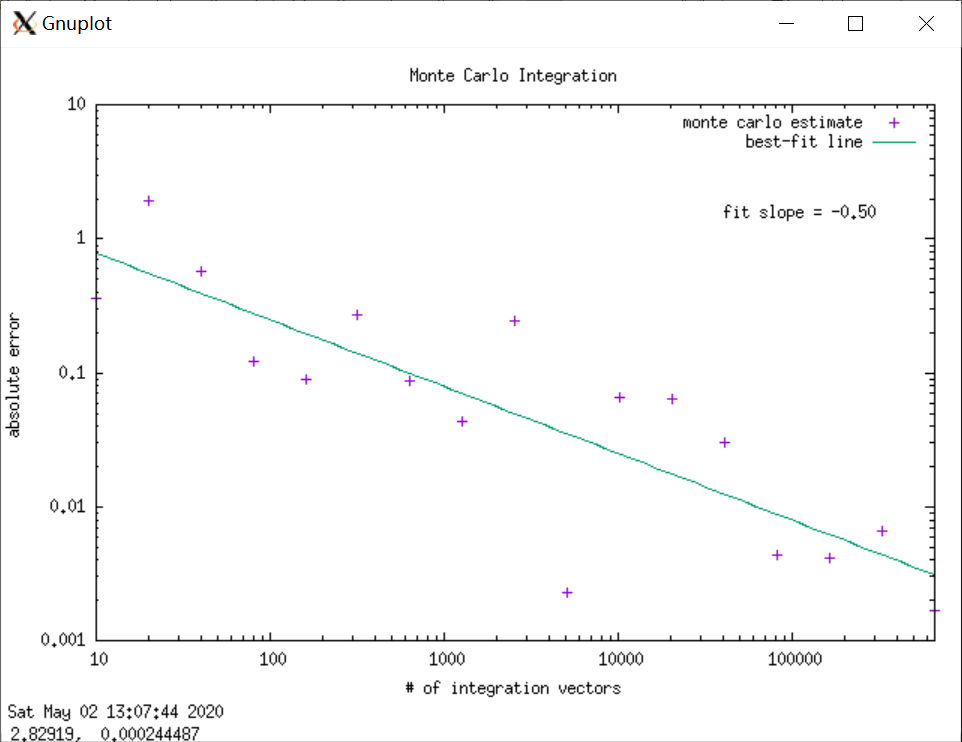 Gnuplot
Monte Carlo Integration
monte carlo estimate
best-fit line
fit slope = -0.50
absolute error
10
1
0.1
0.01
0.001
10 100 1000 10000 100000
# of integration vectors
Sat May 02 13:07:44 2020
2.82919, 0.000244487